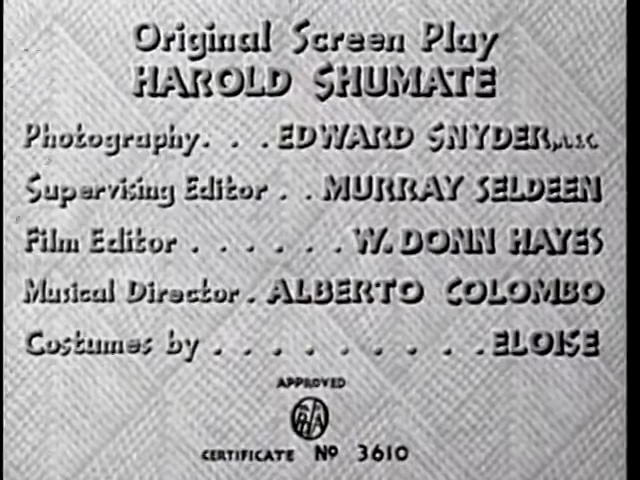 Original Screen Play
HAROLD SHUMATE
Photography. . . EDWARD SNYDER, A.S.C.
Supervising Editor . . MURRAY SELDEEN
Film Editor . . . . . . W. DONN HAYES
Musical Director . ALBERTO COLOMBO
Costumes by . . . . . . . . . ELOISE
APPROVED
CERTIFICATE Nº 3610